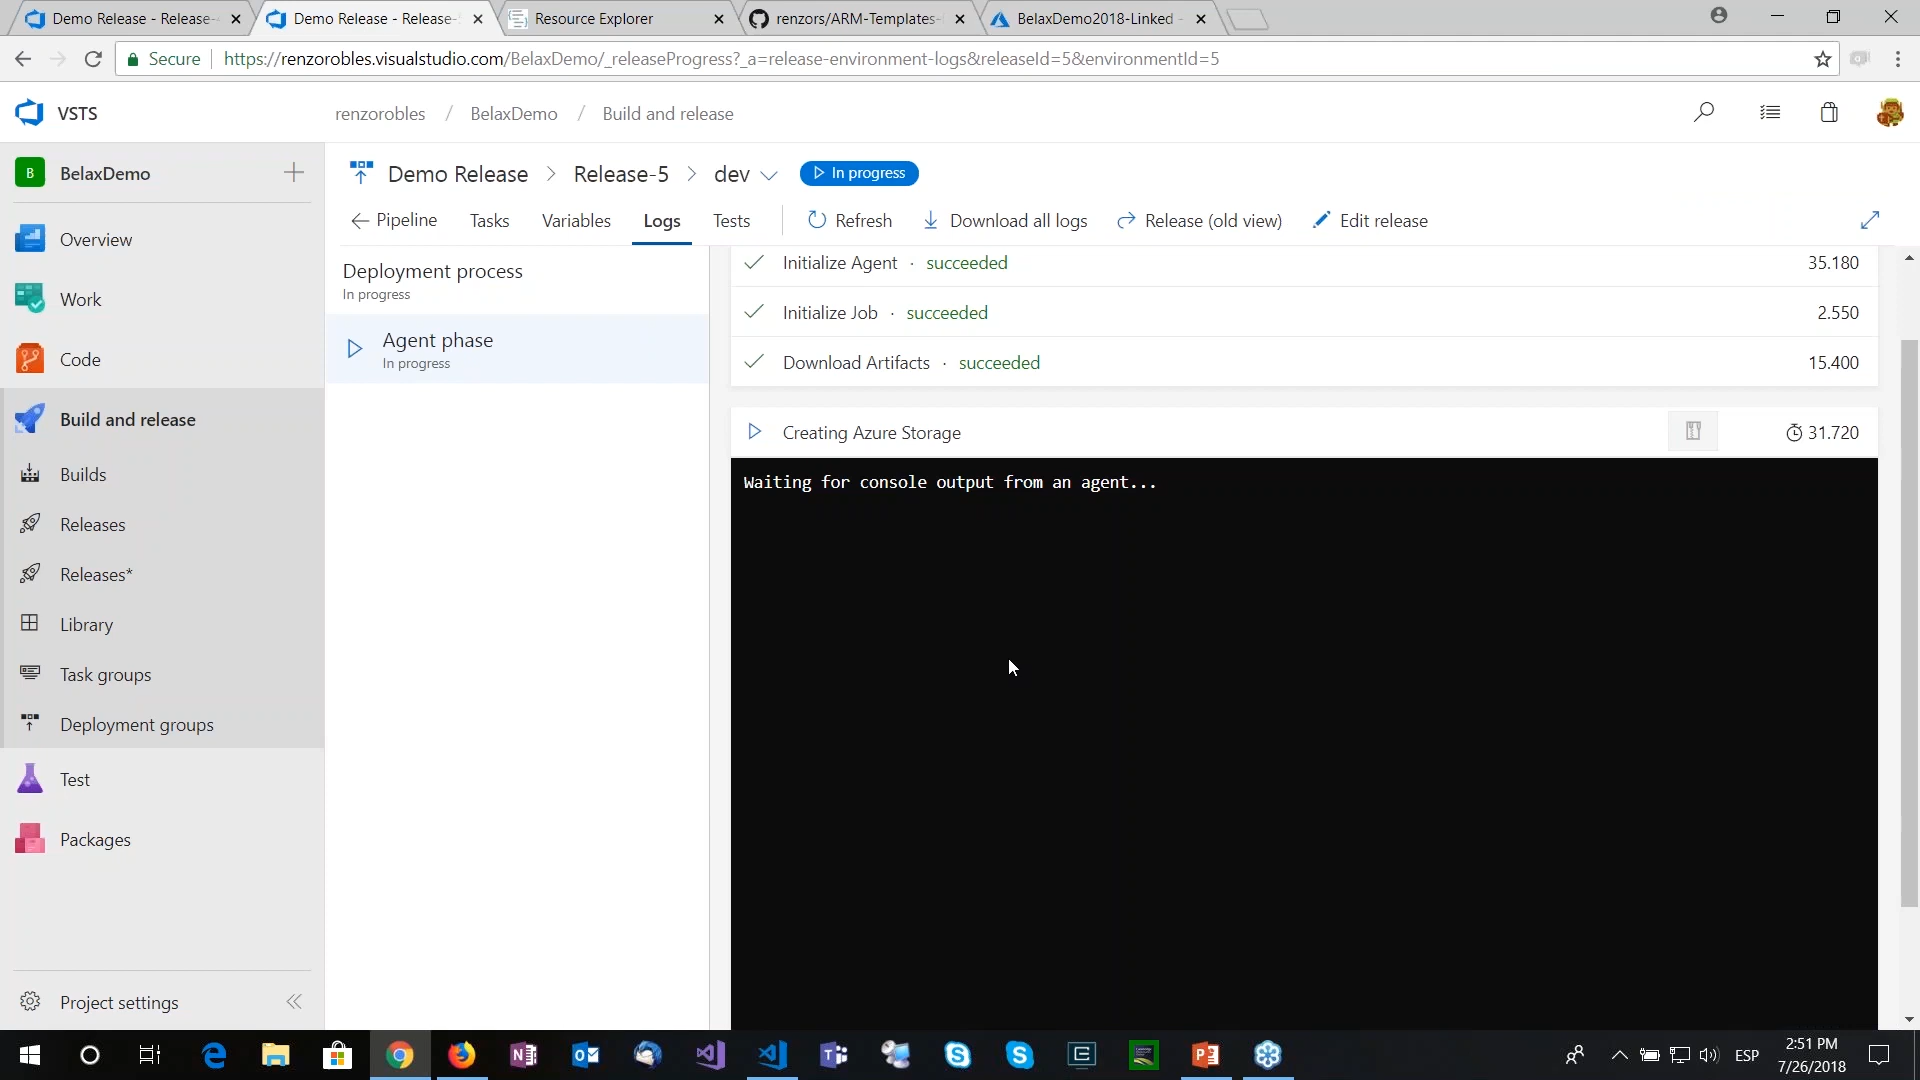 Demo Release - Release-
Demo Release - Release-
Resource Explorer
renzors/ARM-Templates-
BelaxDemo2018-Linked -
Secure
https://renzorobles.visualstudio.com/BelaxDemo/_releaseProgress?_a=release-environment-logs&releaseId=5&environmentId=5
VSTS
renzorobles / BelaxDemo / Build and release
B BelaxDemo
Overview
Work
Code
Build and release
Builds
Releases
Releases*
Library
Task groups
Deployment groups
Test
Packages
Project settings
Demo Release > Release-5 > dev In progress
Pipeline Tasks Variables Logs Tests Refresh Download all logs Release (old view) Edit release
Deployment process
In progress
Agent phase
In progress
Initialize Agent · succeeded 35.180
Initialize Job · succeeded 2.550
Download Artifacts · succeeded 15.400
Creating Azure Storage 31.720
Waiting for console output from an agent...
ESP
2:51 PM
7/26/2018